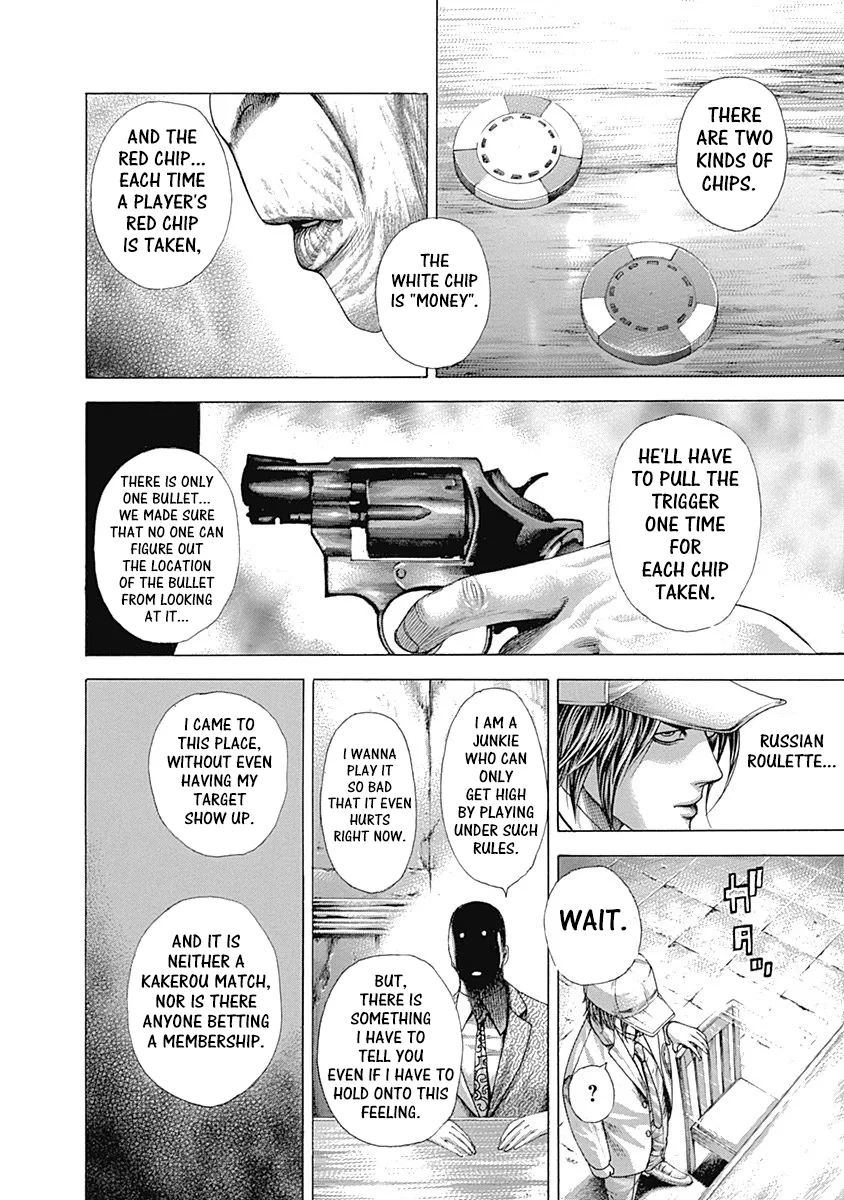 THERE
ARE TWO
KINDS OF
CHIPS.
THE
WHITE CHIP
IS "MONEY".
AND THE
RED CHIP...
EACH TIME
A PLAYER'S
RED CHIP
IS TAKEN,
HE'LL HAVE
TO PULL THE
TRIGGER
ONE TIME
FOR
EACH CHIP
TAKEN.
THERE IS ONLY
ONE BULLET...
WE MADE SURE
THAT NO ONE CAN
FIGURE OUT
THE LOCATION
OF THE BULLET
FROM LOOKING
AT IT...
RUSSIAN
ROULETTE...
WAIT.
ガタ
?
I AM A
JUNKIE
WHO CAN
ONLY
GET HIGH
BY PLAYING
UNDER SUCH
RULES.
I WANNA
PLAY IT
SO BAD
THAT IT EVEN
HURTS
RIGHT NOW.
BUT,
THERE IS
SOMETHING
I HAVE TO
TELL YOU
EVEN IF I HAVE TO
HOLD ONTO THIS
FEELING.
I CAME TO
THIS PLACE,
WITHOUT EVEN
HAVING MY
TARGET
SHOW UP.
AND IT IS
NEITHER A
KAKEROU MATCH,
NOR IS THERE
ANYONE BETTING
A MEMBERSHIP.